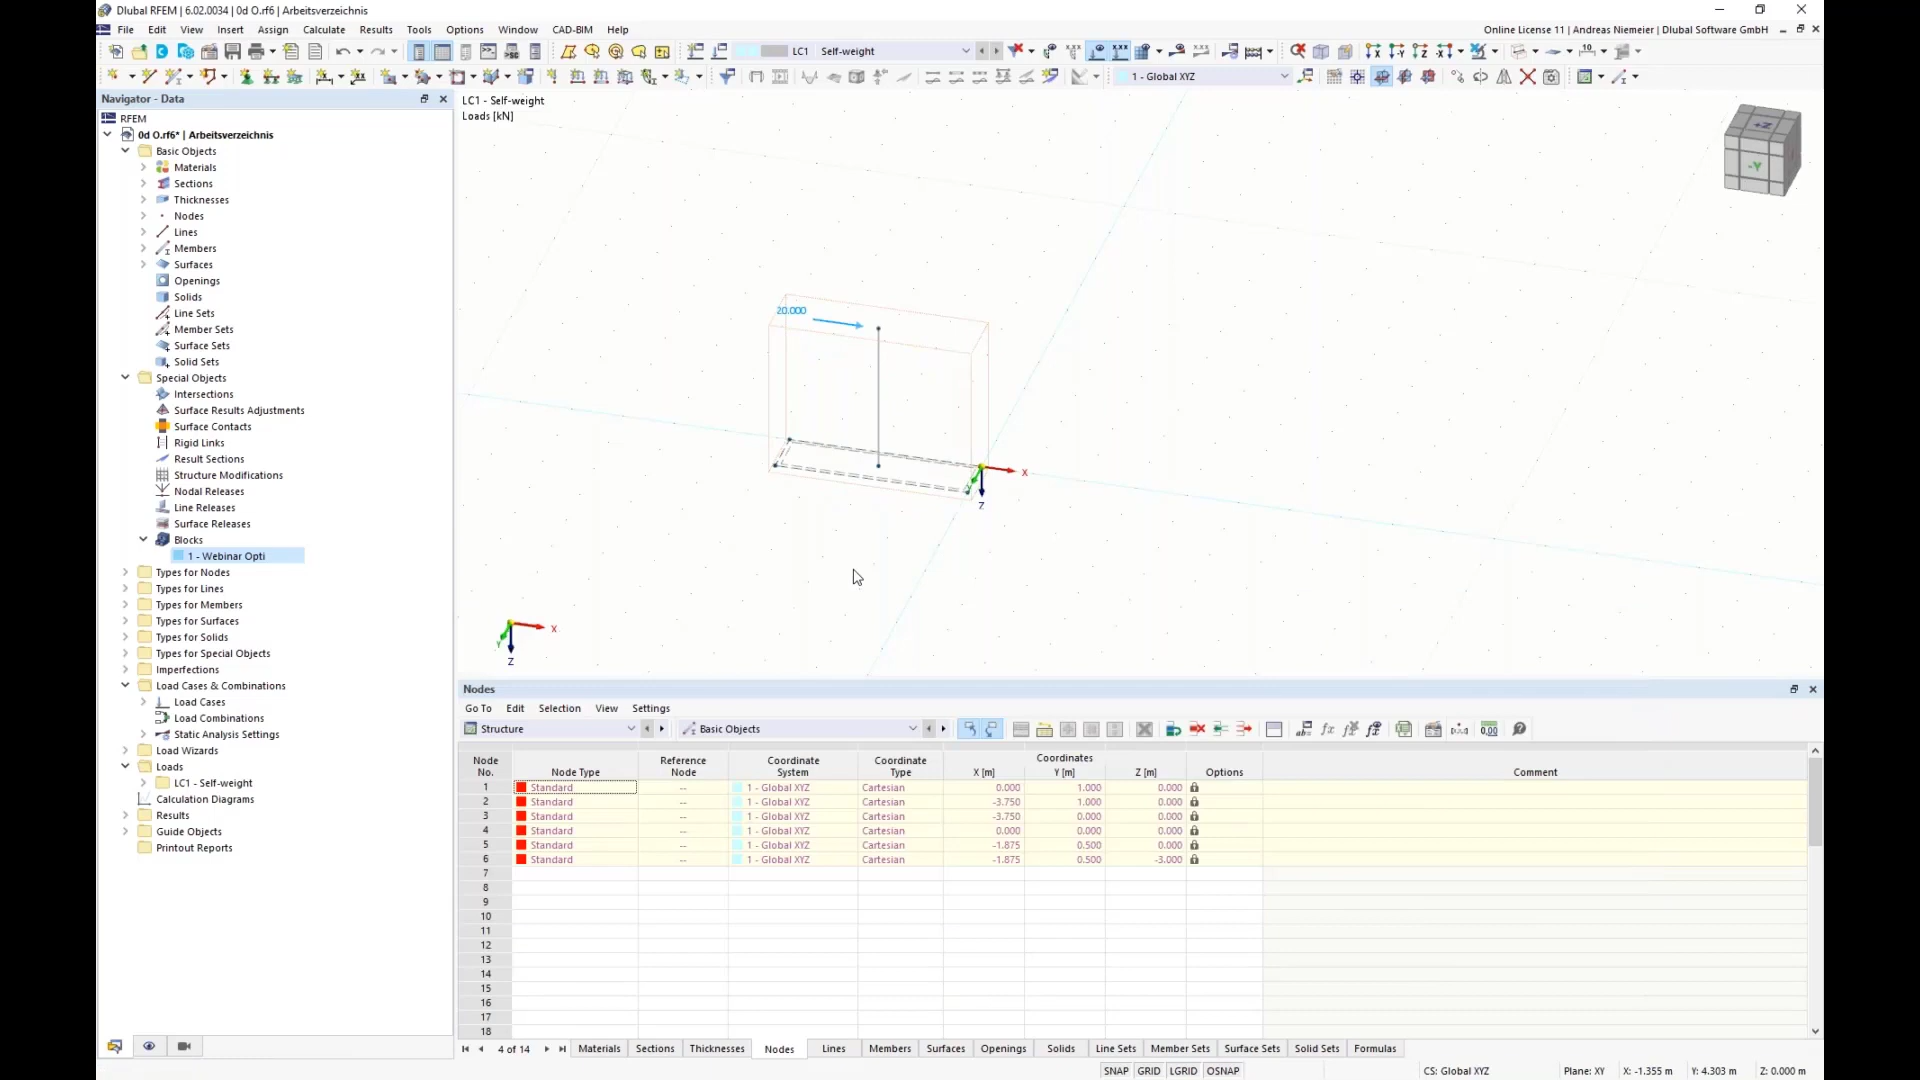 Dlubal RFEM | 6.02.0034 | 0d O.rf6 | Arbeitsverzeichnis
File Edit View Insert Assign Calculate Results Tools Options Window CAD-BIM Help
Online License 11 | Andreas Niemeier | Dlubal Software GmbH
LC1 Self-weight
1 - Global XYZ
Navigator - Data
RFEM
0d O.rf6* | Arbeitsverzeichnis
Basic Objects
Materials
Sections
Thicknesses
Nodes
Lines
Members
Surfaces
Openings
Solids
Line Sets
Member Sets
Surface Sets
Solid Sets
Special Objects
Intersections
Surface Results Adjustments
Surface Contacts
Rigid Links
Result Sections
Structure Modifications
Nodal Releases
Line Releases
Surface Releases
Blocks
1 - Webinar Opti
Types for Nodes
Types for Lines
Types for Members
Types for Surfaces
Types for Solids
Types for Special Objects
Imperfections
Load Cases & Combinations
Load Cases
Load Combinations
Static Analysis Settings
Load Wizards
Loads
LC1 - Self-weight
Calculation Diagrams
Results
Guide Objects
Printout Reports
LC1 - Self-weight
Loads [kN]
+Z
-Y
20.000
X
Y
Z
X
Y
Z
Nodes
Go To Edit Selection View Settings
Structure
Basic Objects
Node No. Node Type Reference Node Coordinate System Coordinate Type Coordinates X [m] Y [m] Z [m] Options Comment
1 Standard -- 1 - Global XYZ Cartesian 0.000 1.000 0.000
2 Standard -- 1 - Global XYZ Cartesian -3.750 1.000 0.000
3 Standard -- 1 - Global XYZ Cartesian -3.750 0.000 0.000
4 Standard -- 1 - Global XYZ Cartesian 0.000 0.000 0.000
5 Standard -- 1 - Global XYZ Cartesian -1.875 0.500 0.000
6 Standard -- 1 - Global XYZ Cartesian -1.875 0.500 -3.000
7
8
9
10
11
12
13
14
15
16
17
18
4 of 14 Materials Sections Thicknesses Nodes Lines Members Surfaces Openings Solids Line Sets Member Sets Surface Sets Solid Sets Formulas
SNAP GRID LGRID OSNAP CS: Global XYZ Plane: XY X: -1.355 m Y: 4.303 m Z: 0.000 m